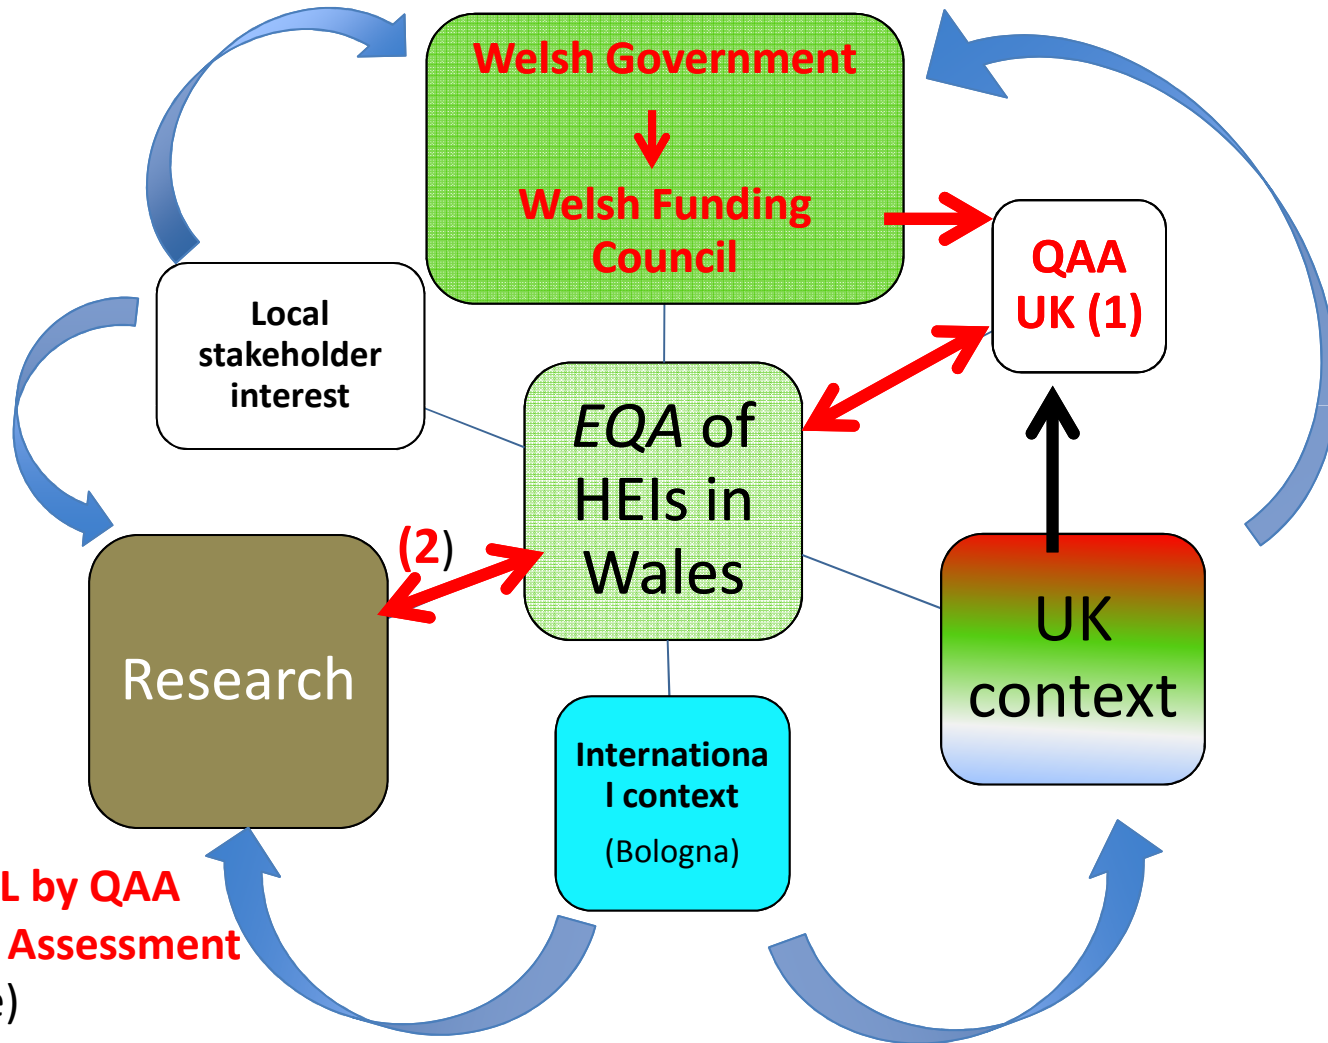 Welsh Government
Welsh Funding
Council
QAA
UK (1)
Local
stakeholder
interest
EQA of
HEIs in
Wales
(2)
Research
UK
context
Internationa
l context
(Bologna)
L by QAA
Assessment
e)